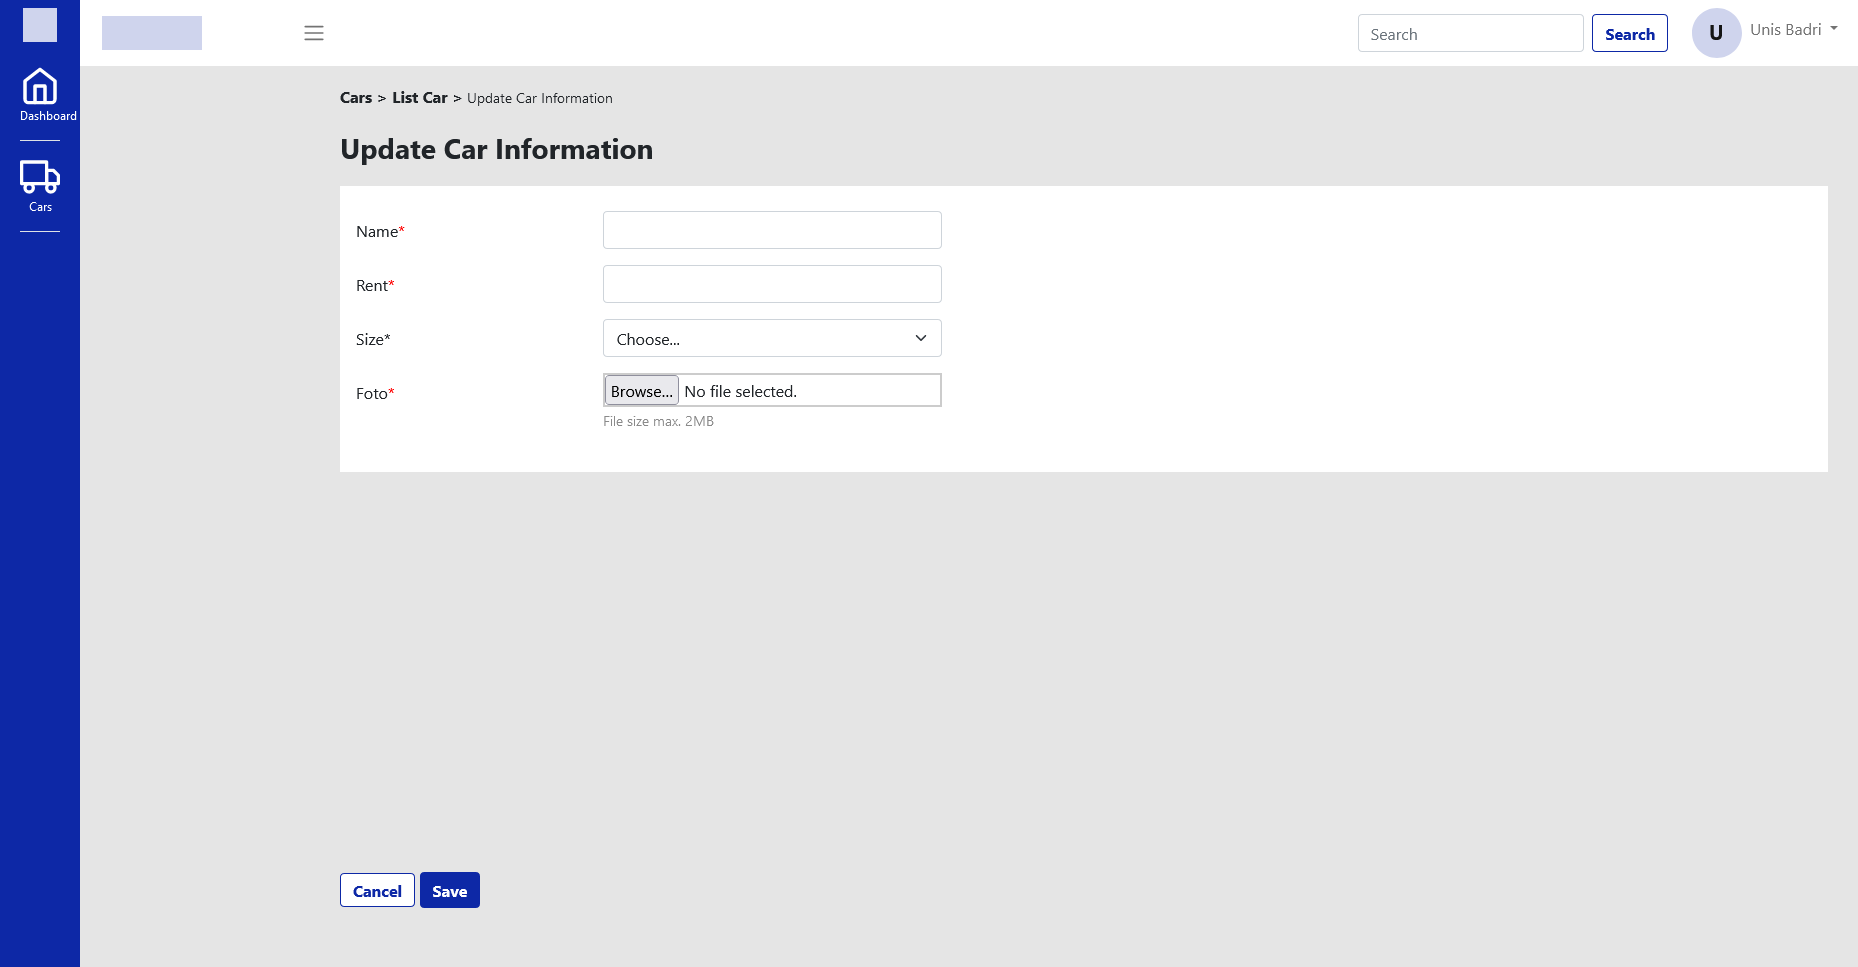 Search
Search
U
Unis Badri
Dashboard
Cars
Cars > List Car > Update Car Information
Update Car Information
Name*
Rent*
Size*
Choose...
Foto*
Browse... No file selected.
File size max. 2MB
Cancel
Save